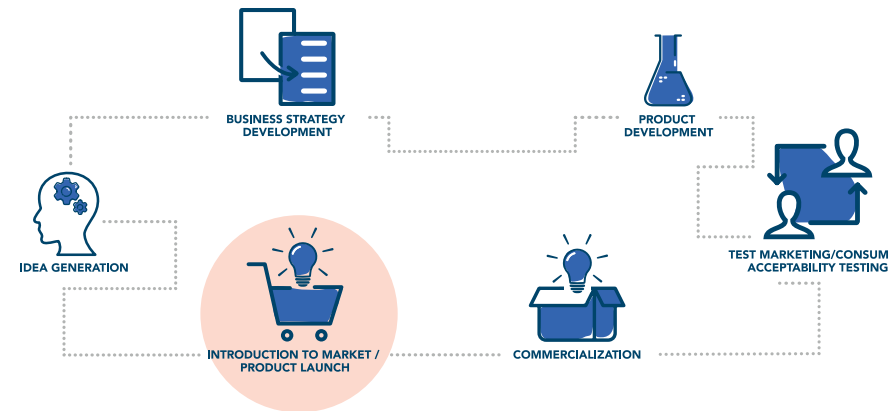 BUSINESS STRATEGY
DEVELOPMENT
PRODUCT
DEVELOPMENT
IDEA GENERATION
TEST MARKETING/CONSUM
ACCEPTABILITY TESTING
INTRODUCTION TO MARKET /
PRODUCT LAUNCH
COMMERCIALIZATION